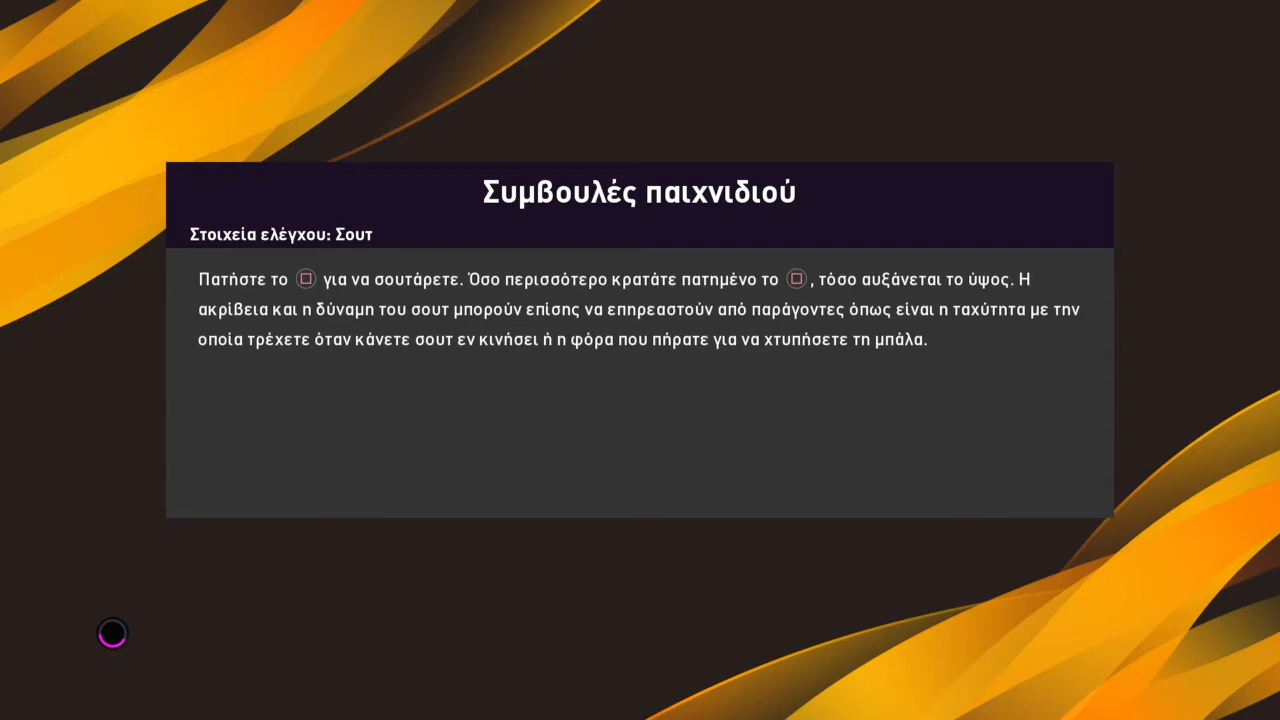 Συμβουλές παιχνιδιού
Στοιχεία ελέγχου: Σουτ
Πατήστε το □ για να σουτάρετε. Όσο περισσότερο κρατάτε πατημένο το □, τόσο αυξάνεται το ύψος. Η
ακρίβεια και η δύναμη του σουτ μπορούν επίσης να επηρεαστούν από παράγοντες όπως είναι η ταχύτητα με την
οποία τρέχετε όταν κάνετε σουτ εν κινήσει ή η φόρα που πήρατε για να χτυπήσετε τη μπάλα.